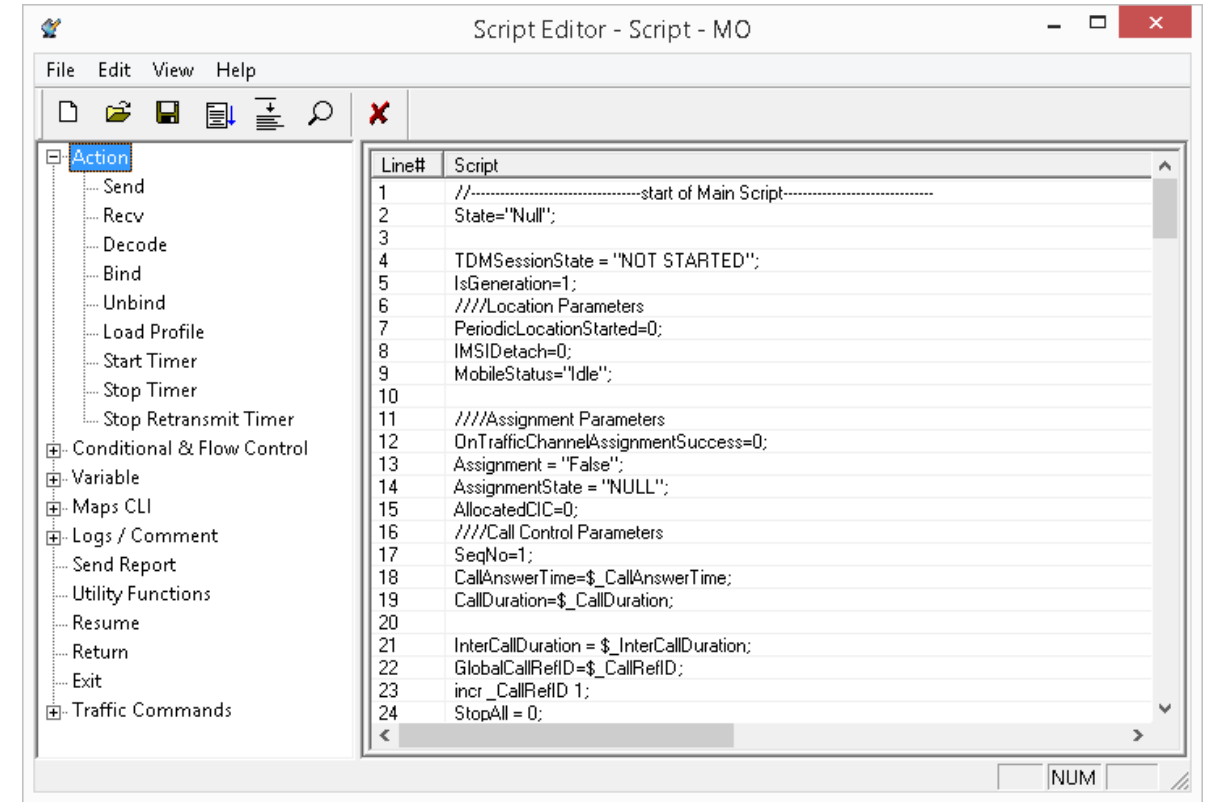 Script Editor - Script - MO
File Edit View Help
Action
Send
Recv
Decode
Bind
Unbind
Load Profile
Start Timer
Stop Timer
Stop Retransmit Timer
Conditional & Flow Control
Variable
Maps CLI
Logs / Comment
Send Report
Utility Functions
Resume
Return
Exit
Traffic Commands
Line# Script
1 //----------------------------------start of Main Script------------------------------
2 State="Null";
3
4 TDMSessionState = "NOT STARTED";
5 IsGeneration=1;
6 ////Location Parameters
7 PeriodicLocationStarted=0;
8 IMSIDetach=0;
9 MobileStatus="Idle";
10
11 ////Assignment Parameters
12 OnTrafficChannelAssignmentSuccess=0;
13 Assignment = "False";
14 AssignmentState = "NULL";
15 AllocatedCIC=0;
16 ////Call Control Parameters
17 SeqNo=1;
18 CallAnswerTime=$_CallAnswerTime;
19 CallDuration=$_CallDuration;
20
21 InterCallDuration = $_InterCallDuration;
22 GlobalCallRefID=$_CallRefID;
23 incr _CallRefID 1;
24 StopAll = 0;
NUM